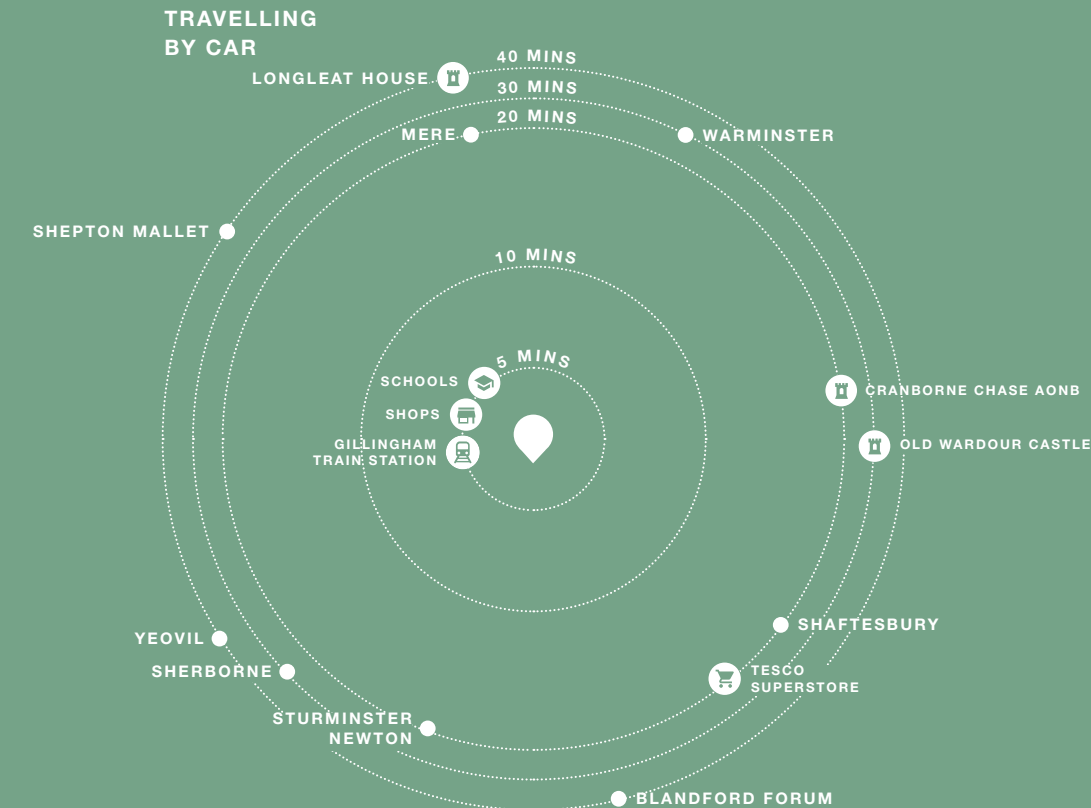 TRAVELLING
BY CAR
40 MINS
LONGLEAT HOUSE
30 MINS
20 MINS
MERE
WARMINSTER
SHEPTON MALLET
10 MINS
5 MINS
SCHOOLS
CRANBORNE CHASE AONB
SHOPS
GILLINGHAM
TRAIN STATION
OLD WARDOUR CASTLE
SHAFTESBURY
YEOVIL
SHERBORNE
TESCO
SUPERSTORE
STURMINSTER
NEWTON
BLANDFORD FORUM